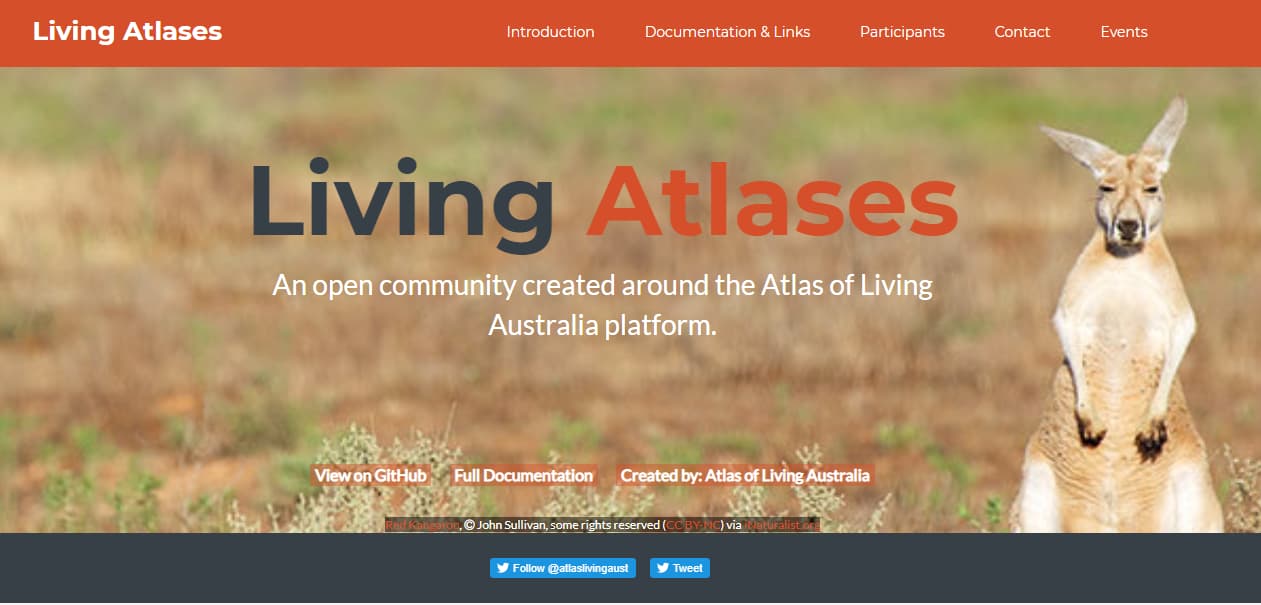 Living Atlases
Introduction Documentation & Links Participants Contact Events
Living Atlases
An open community created around the Atlas of Living
Australia platform.
View on GitHub Full Documentation Created by: Atlas of Living Australia
Red Kangaroo, © John Sullivan, some rights reserved (CC BY-NC) via iNaturalist.org
Follow @atlaslivingaust Tweet